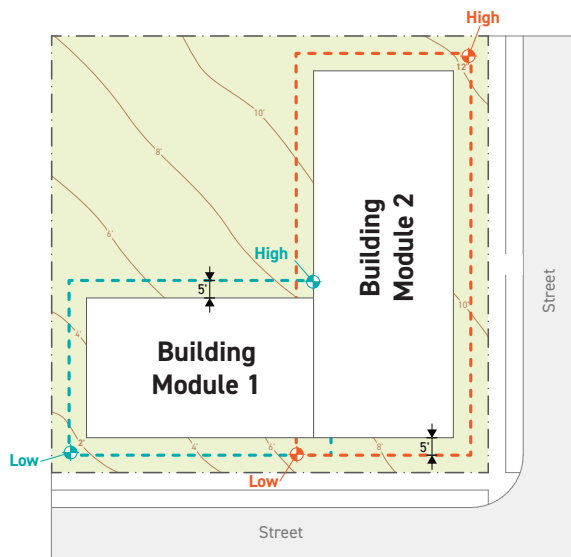 High
12'
10'
8'
6'
High
5'
4'
Building
Module 1
Building
Module 2
10'
Street
2'
4'
6'
8'
5'
Low
Low
Street